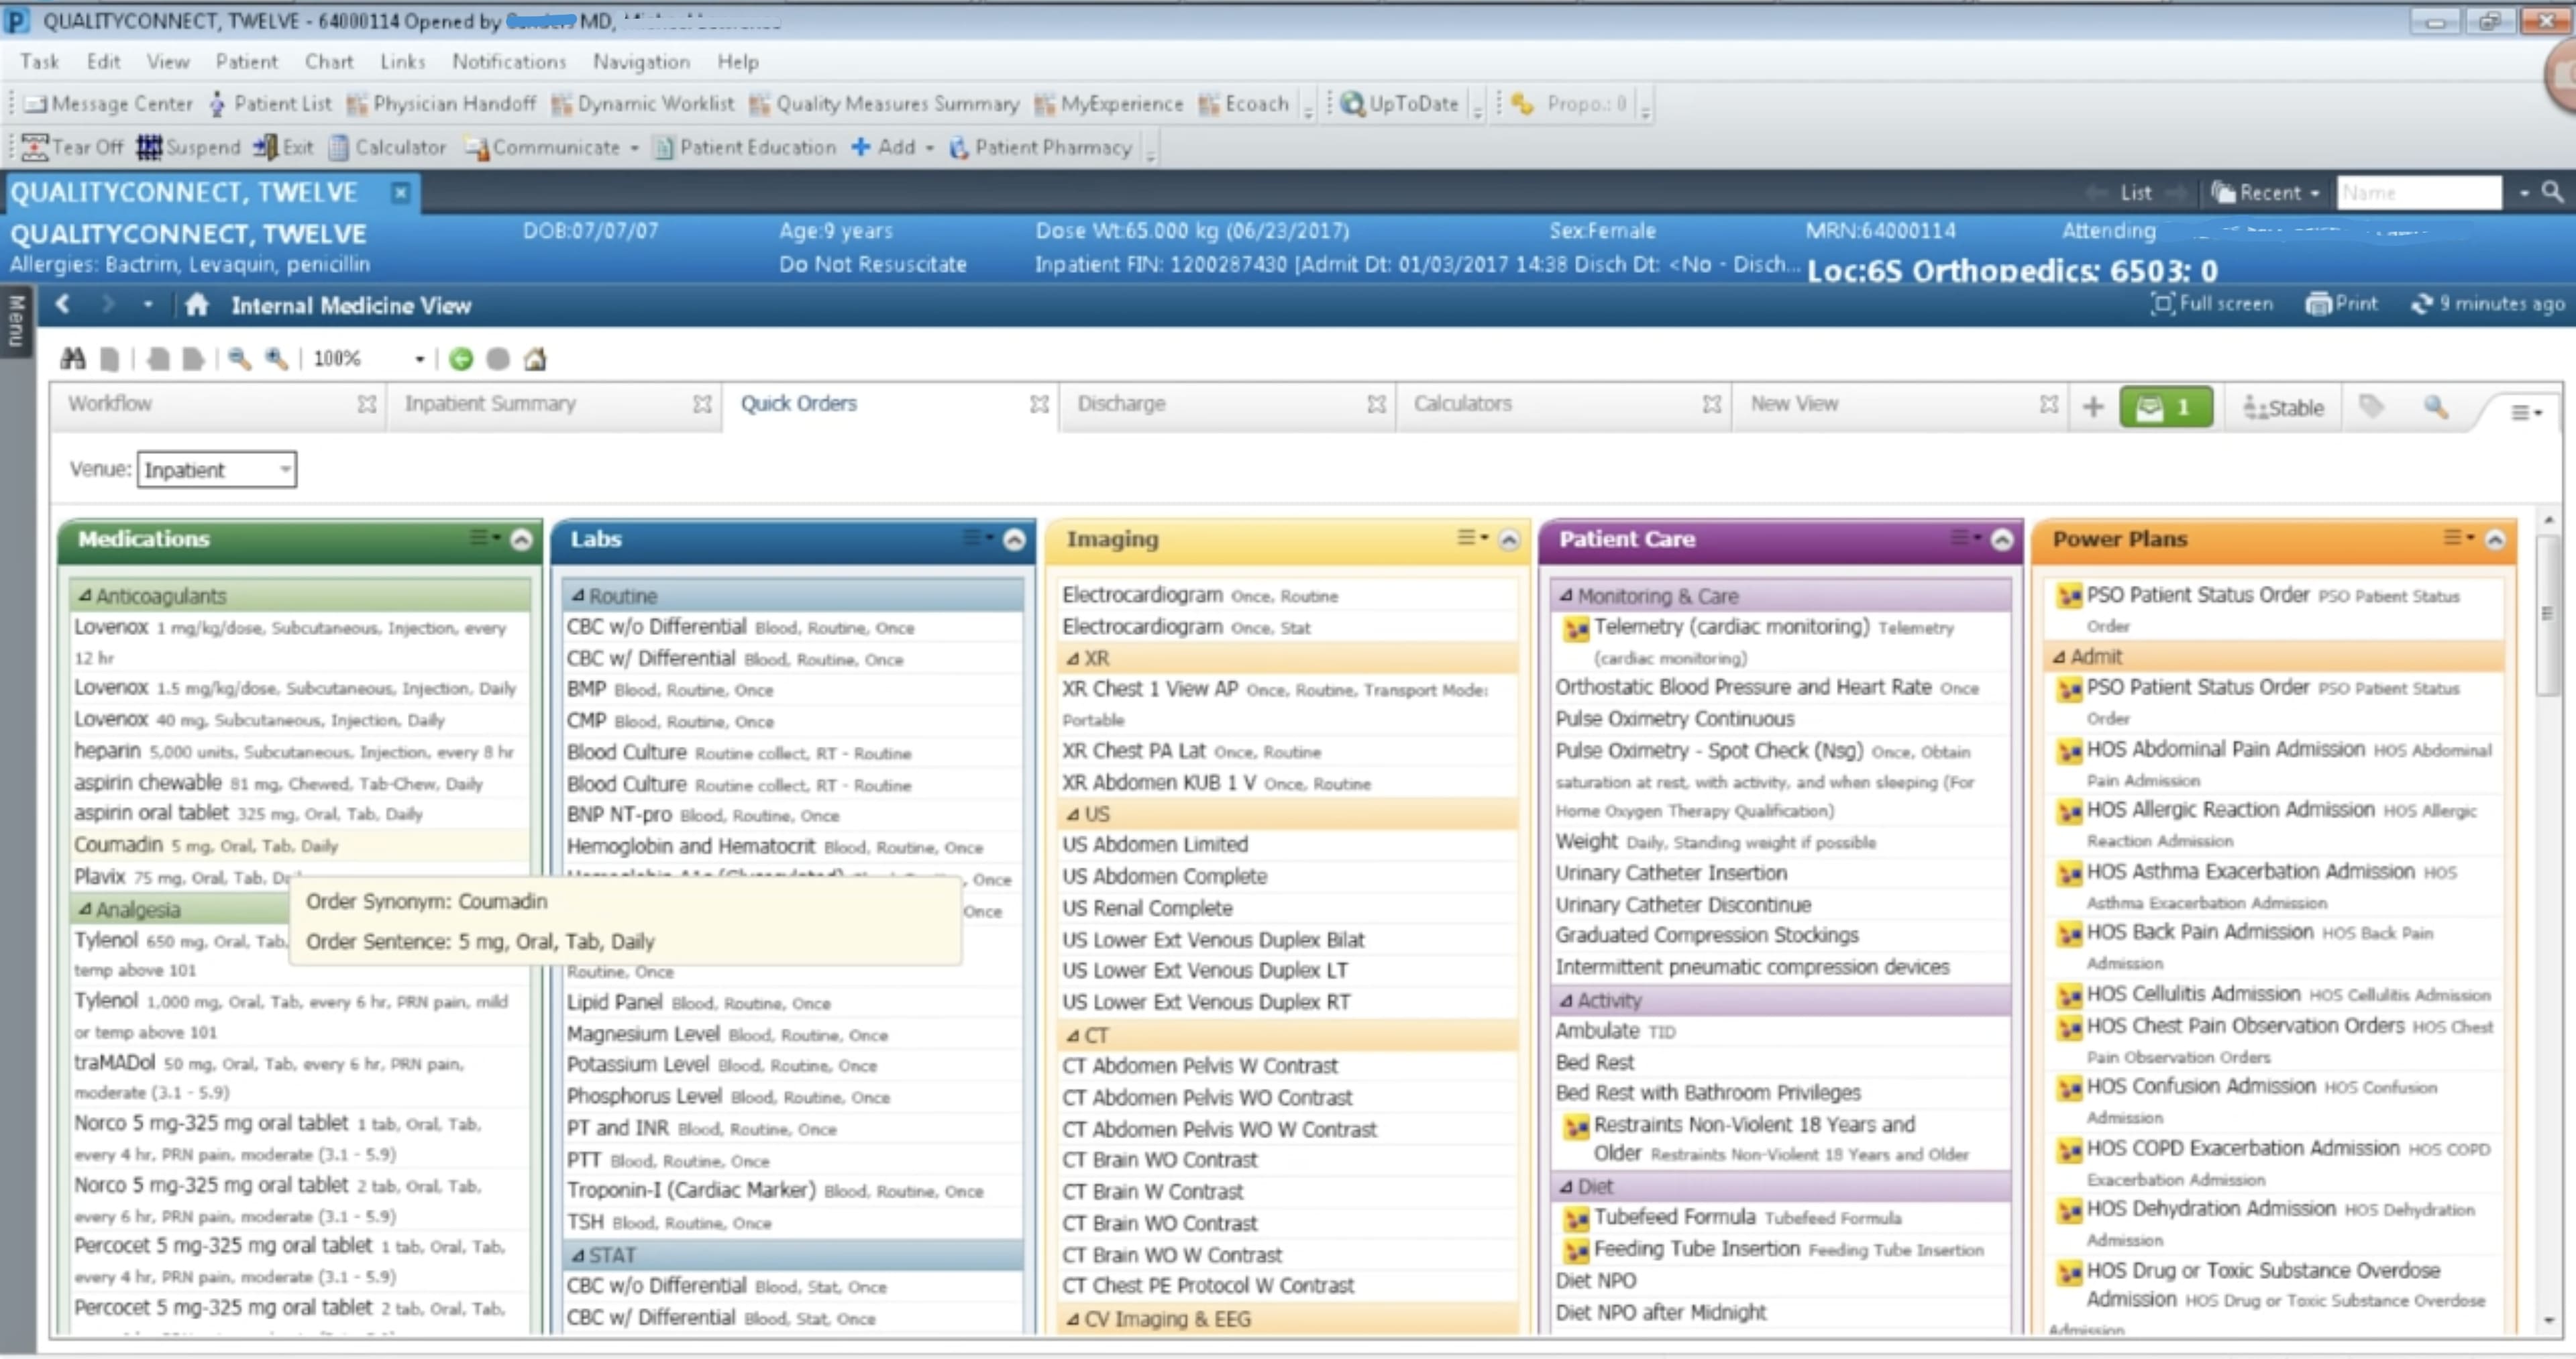 QUALITYCONNECT, TWELVE - 64000114 Opened by MD,
Task Edit View Patient Chart Links Notifications Navigation Help
Message Center Patient List Physician Handoff Dynamic Worklist Quality Measures Summary MyExperience Ecoach UpToDate Propo.: 0
Tear Off Suspend Exit Calculator Communicate Patient Education Add Patient Pharmacy
QUALITYCONNECT, TWELVE List Recent Name
QUALITYCONNECT, TWELVE DOB:07/07/07 Age:9 years Dose Wt:65.000 kg (06/23/2017) Sex:Female MRN:64000114 Attending
Allergies: Bactrim, Levaquin, penicillin Do Not Resuscitate Inpatient FIN: 1200287430 [Admit Dt: 01/03/2017 14:38 Disch Dt: <No - Disch... Loc:6S Orthopedics: 6503: 0
Menu
Internal Medicine View Full screen Print 9 minutes ago
100%
Workflow Inpatient Summary Quick Orders Discharge Calculators New View 1 Stable
Venue: Inpatient
Medications
Anticoagulants
Lovenox 1 mg/kg/dose, Subcutaneous, Injection, every
12 hr
Lovenox 1.5 mg/kg/dose, Subcutaneous, Injection, Daily
Lovenox 40 mg, Subcutaneous, Injection, Daily
heparin 5,000 units, Subcutaneous, Injection, every 8 hr
aspirin chewable 81 mg, Chewed, Tab-Chew, Daily
aspirin oral tablet 325 mg, Oral, Tab, Daily
Coumadin 5 mg, Oral, Tab, Daily
Plavix 75 mg, Oral, Tab,
Analgesia
Tylenol 650 mg, Oral, Tab,
temp above 101
Tylenol 1,000 mg, Oral, Tab, every 6 hr, PRN pain, mild
or temp above 101
traMADol 50 mg, Oral, Tab, every 6 hr, PRN pain,
moderate (3.1 - 5.9)
Norco 5 mg-325 mg oral tablet 1 tab, Oral, Tab,
every 4 hr, PRN pain, moderate (3.1 - 5.9)
Norco 5 mg-325 mg oral tablet 2 tab, Oral, Tab,
every 6 hr, PRN pain, moderate (3.1 - 5.9)
Percocet 5 mg-325 mg oral tablet 1 tab, Oral, Tab,
every 4 hr, PRN pain, moderate (3.1 - 5.9)
Percocet 5 mg-325 mg oral tablet 2 tab, Oral, Tab,
Order Synonym: Coumadin
Order Sentence: 5 mg, Oral, Tab, Daily
Labs
Routine
CBC w/o Differential Blood, Routine, Once
CBC w/ Differential Blood, Routine, Once
BMP Blood, Routine, Once
CMP Blood, Routine, Once
Blood Culture Routine collect, RT - Routine
Blood Culture Routine collect, RT - Routine
BNP NT-pro Blood, Routine, Once
Hemoglobin and Hematocrit Blood, Routine, Once
, Once
Once
Routine, Once
Lipid Panel Blood, Routine, Once
Magnesium Level Blood, Routine, Once
Potassium Level Blood, Routine, Once
Phosphorus Level Blood, Routine, Once
PT and INR Blood, Routine, Once
PTT Blood, Routine, Once
Troponin-I (Cardiac Marker) Blood, Routine, Once
TSH Blood, Routine, Once
STAT
CBC w/o Differential Blood, Stat, Once
CBC w/ Differential Blood, Stat, Once
Imaging
Electrocardiogram Once, Routine
Electrocardiogram Once, Stat
XR
XR Chest 1 View AP Once, Routine, Transport Mode:
Portable
XR Chest PA Lat Once, Routine
XR Abdomen KUB 1 V Once, Routine
US
US Abdomen Limited
US Abdomen Complete
US Renal Complete
US Lower Ext Venous Duplex Bilat
US Lower Ext Venous Duplex LT
US Lower Ext Venous Duplex RT
CT
CT Abdomen Pelvis W Contrast
CT Abdomen Pelvis WO Contrast
CT Abdomen Pelvis WO W Contrast
CT Brain WO Contrast
CT Brain W Contrast
CT Brain WO Contrast
CT Brain WO W Contrast
CT Chest PE Protocol W Contrast
CV Imaging & EEG
Patient Care
Monitoring & Care
Telemetry (cardiac monitoring) Telemetry
(cardiac monitoring)
Orthostatic Blood Pressure and Heart Rate Once
Pulse Oximetry Continuous
Pulse Oximetry - Spot Check (Nsg) Once, Obtain
saturation at rest, with activity, and when sleeping (For
Home Oxygen Therapy Qualification)
Weight Daily, Standing weight if possible
Urinary Catheter Insertion
Urinary Catheter Discontinue
Graduated Compression Stockings
Intermittent pneumatic compression devices
Activity
Ambulate TID
Bed Rest
Bed Rest with Bathroom Privileges
Restraints Non-Violent 18 Years and
Older Restraints Non-Violent 18 Years and Older
Diet
Tubefeed Formula Tubefeed Formula
Feeding Tube Insertion Feeding Tube Insertion
Diet NPO
Diet NPO after Midnight
Power Plans
PSO Patient Status Order PSO Patient Status
Order
Admit
PSO Patient Status Order PSO Patient Status
Order
HOS Abdominal Pain Admission HOS Abdominal
Pain Admission
HOS Allergic Reaction Admission HOS Allergic
Reaction Admission
HOS Asthma Exacerbation Admission HOS
Asthma Exacerbation Admission
HOS Back Pain Admission HOS Back Pain
Admission
HOS Cellulitis Admission HOS Cellulitis Admission
HOS Chest Pain Observation Orders HOS Chest
Pain Observation Orders
HOS Confusion Admission HOS Confusion
Admission
HOS COPD Exacerbation Admission HOS COPD
Exacerbation Admission
HOS Dehydration Admission HOS Dehydration
Admission
HOS Drug or Toxic Substance Overdose
Admission HOS Drug or Toxic Substance Overdose
Admission